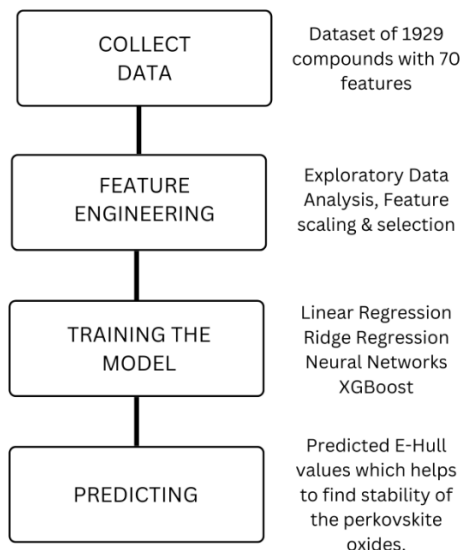 COLLECT
DATA
Dataset of 1929
compounds with 70
features
FEATURE
ENGINEERING
Exploratory Data
Analysis, Feature
scaling & selection
TRAINING THE
MODEL
Linear Regression
Ridge Regression
Neural Networks
XGBoost
PREDICTING
Predicted E-Hull
values which helps
to find stability of
the perkovskite
oxides.